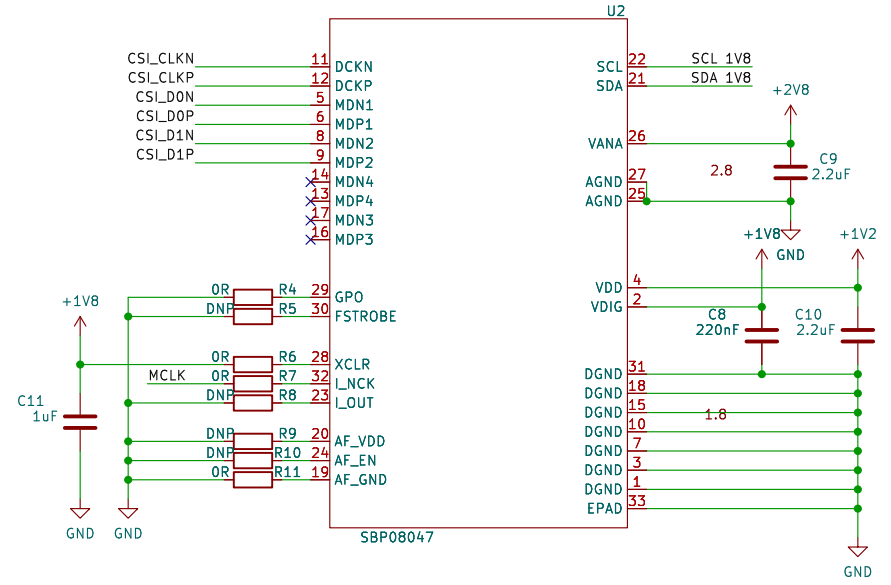 U2
CSI_CLKN 11 DCKN SCL 22 SCL 1V8
CSI_CLKP 12 DCKP SDA 21 SDA 1V8
CSI_D0N 5 MDN1 +2V8
CSI_D0P 6 MDP1
CSI_D1N 8 MDN2 VANA 26
CSI_D1P 9 MDP2 2.8 C9 2.2uF
14 MDN4 AGND 27
13 MDP4 AGND 25
17 MDN3
16 MDP3 +1V8 GND +1V2
0R R4 29 GPO VDD 4
DNP R5 30 FSTROBE VDIG 2
+1V8 C8 220nF C10 2.2uF
0R R6 28 XCLR DGND 31
MCLK 0R R7 32 I_NCK DGND 18
DNP R8 23 I_OUT DGND 15 1.8
C11 1uF DGND 10
DNP R9 20 AF_VDD DGND 7
DNP R10 24 AF_EN DGND 3
0R R11 19 AF_GND DGND 1
EPAD 33
GND GND SBP08047
GND